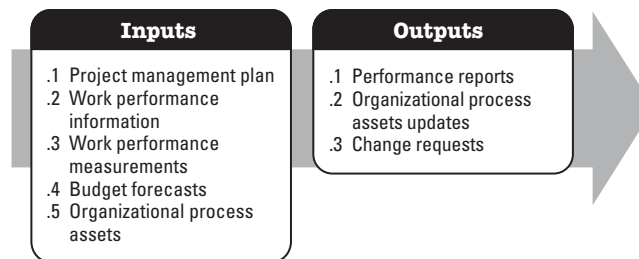 Inputs
.1 Project management plan
.2 Work performance
information
.3 Work performance
measurements
.4 Budget forecasts
.5 Organizational process
assets
Outputs
.1 Performance reports
.2 Organizational process
assets updates
.3 Change requests